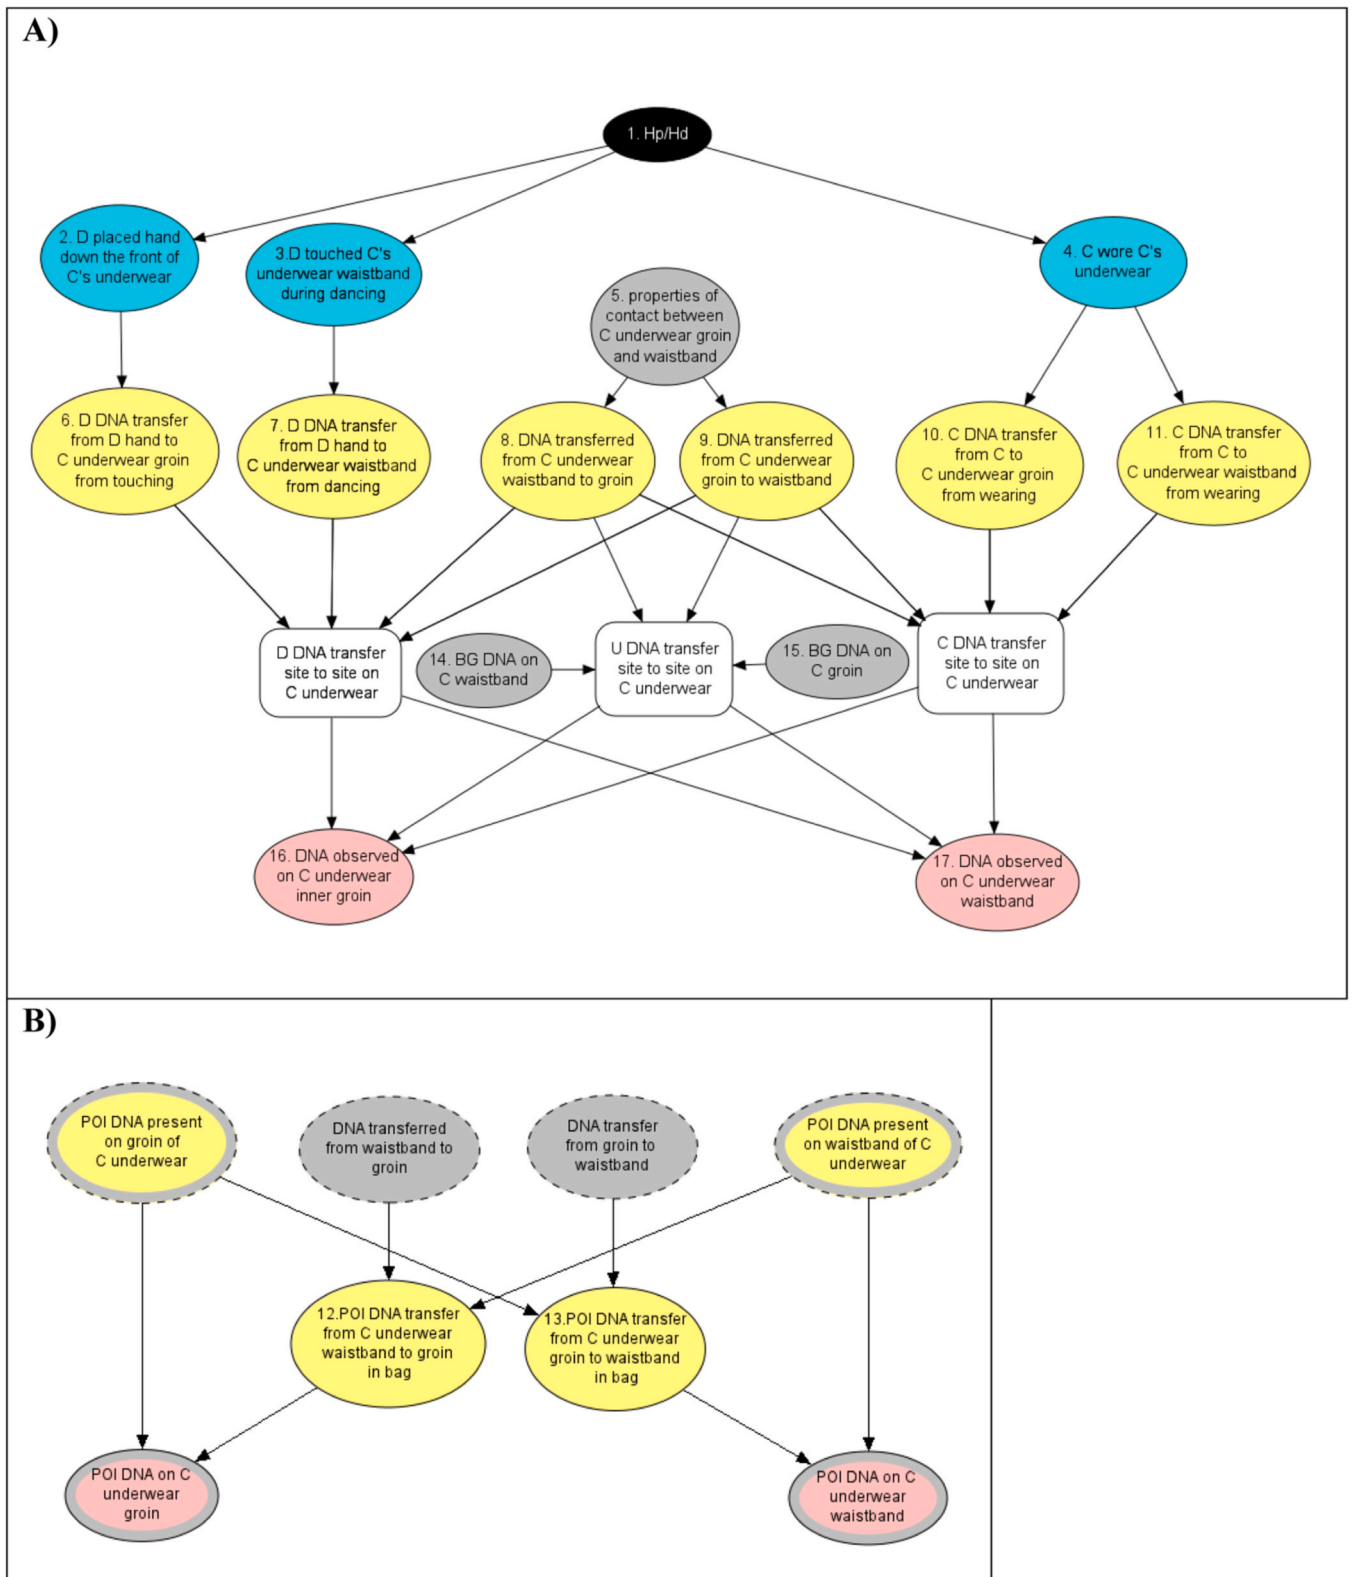 A)
1. Hp/Hd
2. D placed hand
down the front of
C's underwear
3.D touched C's
underwear waistband
during dancing
4. C wore C's
underwear
5. properties of
contact between
C underwear groin
and waistband
6. D DNA transfer
from D hand to
C underwear groin
from touching
7. D DNA transfer
from D hand to
C underwear waistband
from dancing
8. DNA transferred
from C underwear
waistband to groin
9. DNA transferred
from C underwear
groin to waistband
10. C DNA transfer
from C to
C underwear groin
from wearing
11. C DNA transfer
from C to
C underwear waistband
from wearing
D DNA transfer
site to site on
C underwear
14. BG DNA on
C waistband
U DNA transfer
site to site on
C underwear
15. BG DNA on
C groin
C DNA transfer
site to site on
C underwear
16. DNA observed
on C underwear
inner groin
17. DNA observed
on C underwear
waistband
B)
POI DNA present
on groin of
C underwear
DNA transferred
from waistband to
groin
DNA transfer
from groin to
waistband
POI DNA present
on waistband of C
underwear
12.POI DNA transfer
from C underwear
waistband to groin
in bag
13.POI DNA transfer
from C underwear
groin to waistband
in bag
POI DNA on C
underwear
groin
POI DNA on C
underwear
waistband